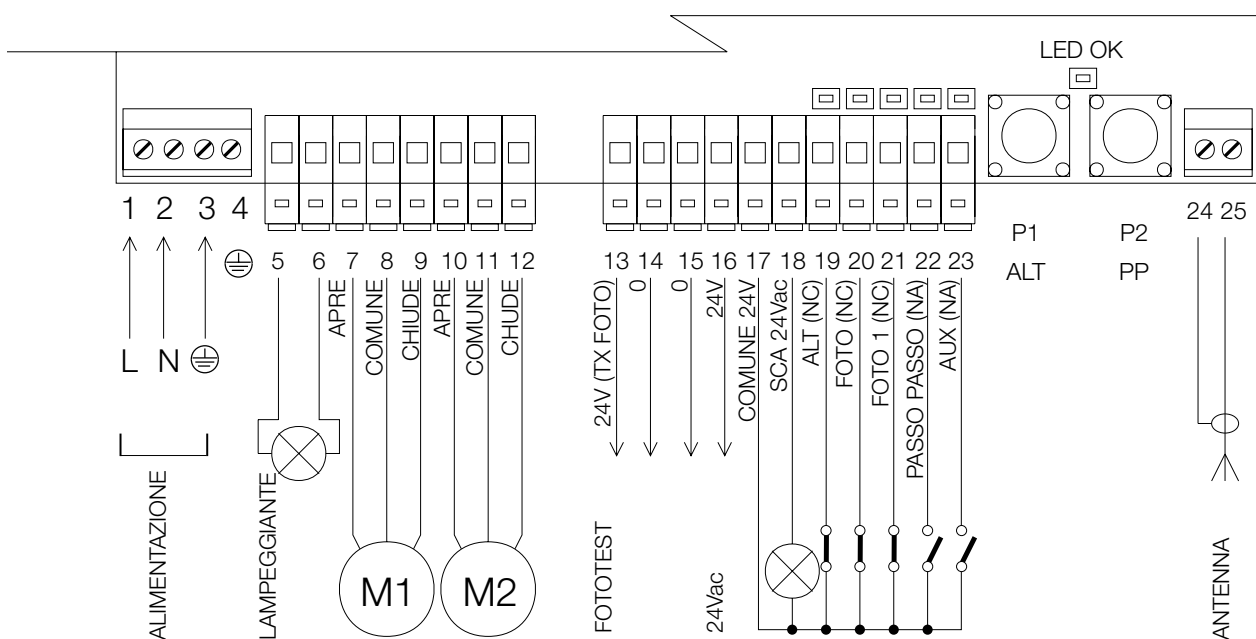 LED OK
1 2 3 4
5 6 7 8 9 10 11 12
13 14 15 16 17 18 19 20 21 22 23
24 25
P1
P2
ALT
PP
L N
APRE
COMUNE
CHIUDE
APRE
COMUNE
CHUDE
24V (TX FOTO)
0
0
24V
COMUNE 24V
SCA 24Vac
ALT (NC)
FOTO (NC)
FOTO 1 (NC)
PASSO PASSO (NA)
AUX (NA)
ALIMENTAZIONE
LAMPEGGIANTE
M1
M2
FOTOTEST
24Vac
ANTENNA